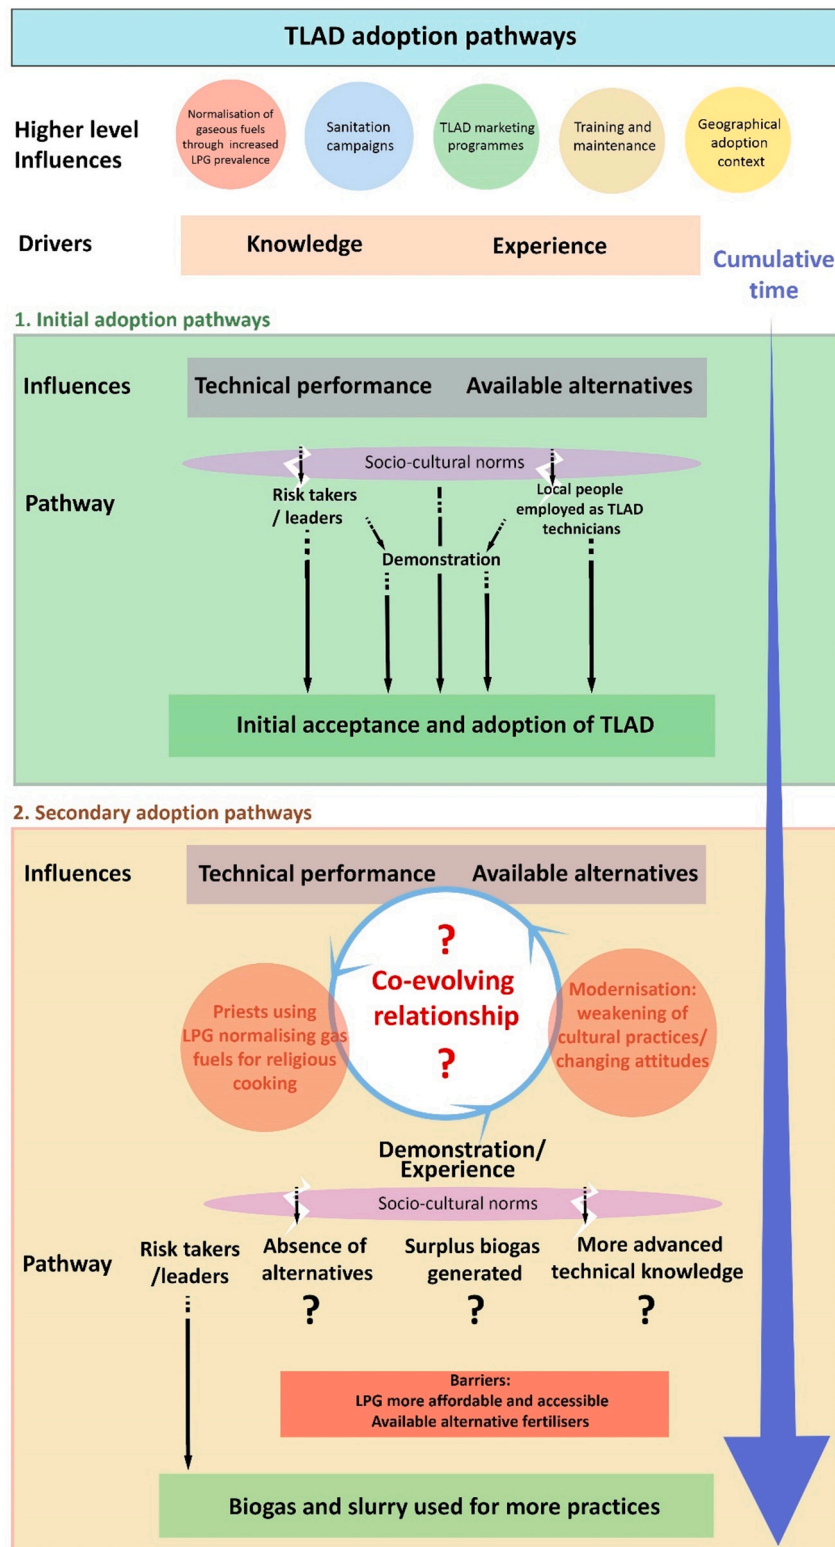 TLAD adoption pathways
Higher level
Influences
Normalisation of
gaseous fuels
through increased
LPG prevalence
Sanitation
campaigns
TLAD marketing
programmes
Training and
maintenance
Geographical
adoption
context
Drivers
Knowledge
Experience
Cumulative
time
1. Initial adoption pathways
Influences
Technical performance
Available alternatives
Socio-cultural norms
Pathway
Risk takers
/ leaders
Local people
employed as TLAD
technicians
Demonstration
Initial acceptance and adoption of TLAD
2. Secondary adoption pathways
Influences
Technical performance
Available alternatives
?
Co-evolving
relationship
?
Priests using
LPG normalising gas
fuels for religious
cooking
Modernisation:
weakening of
cultural practices/
changing attitudes
Demonstration/
Experience
Socio-cultural norms
Pathway
Risk takers
/leaders
Absence of
alternatives
?
Surplus biogas
generated
?
More advanced
technical knowledge
?
Barriers:
LPG more affordable and accessible
Available alternative fertilisers
Biogas and slurry used for more practices